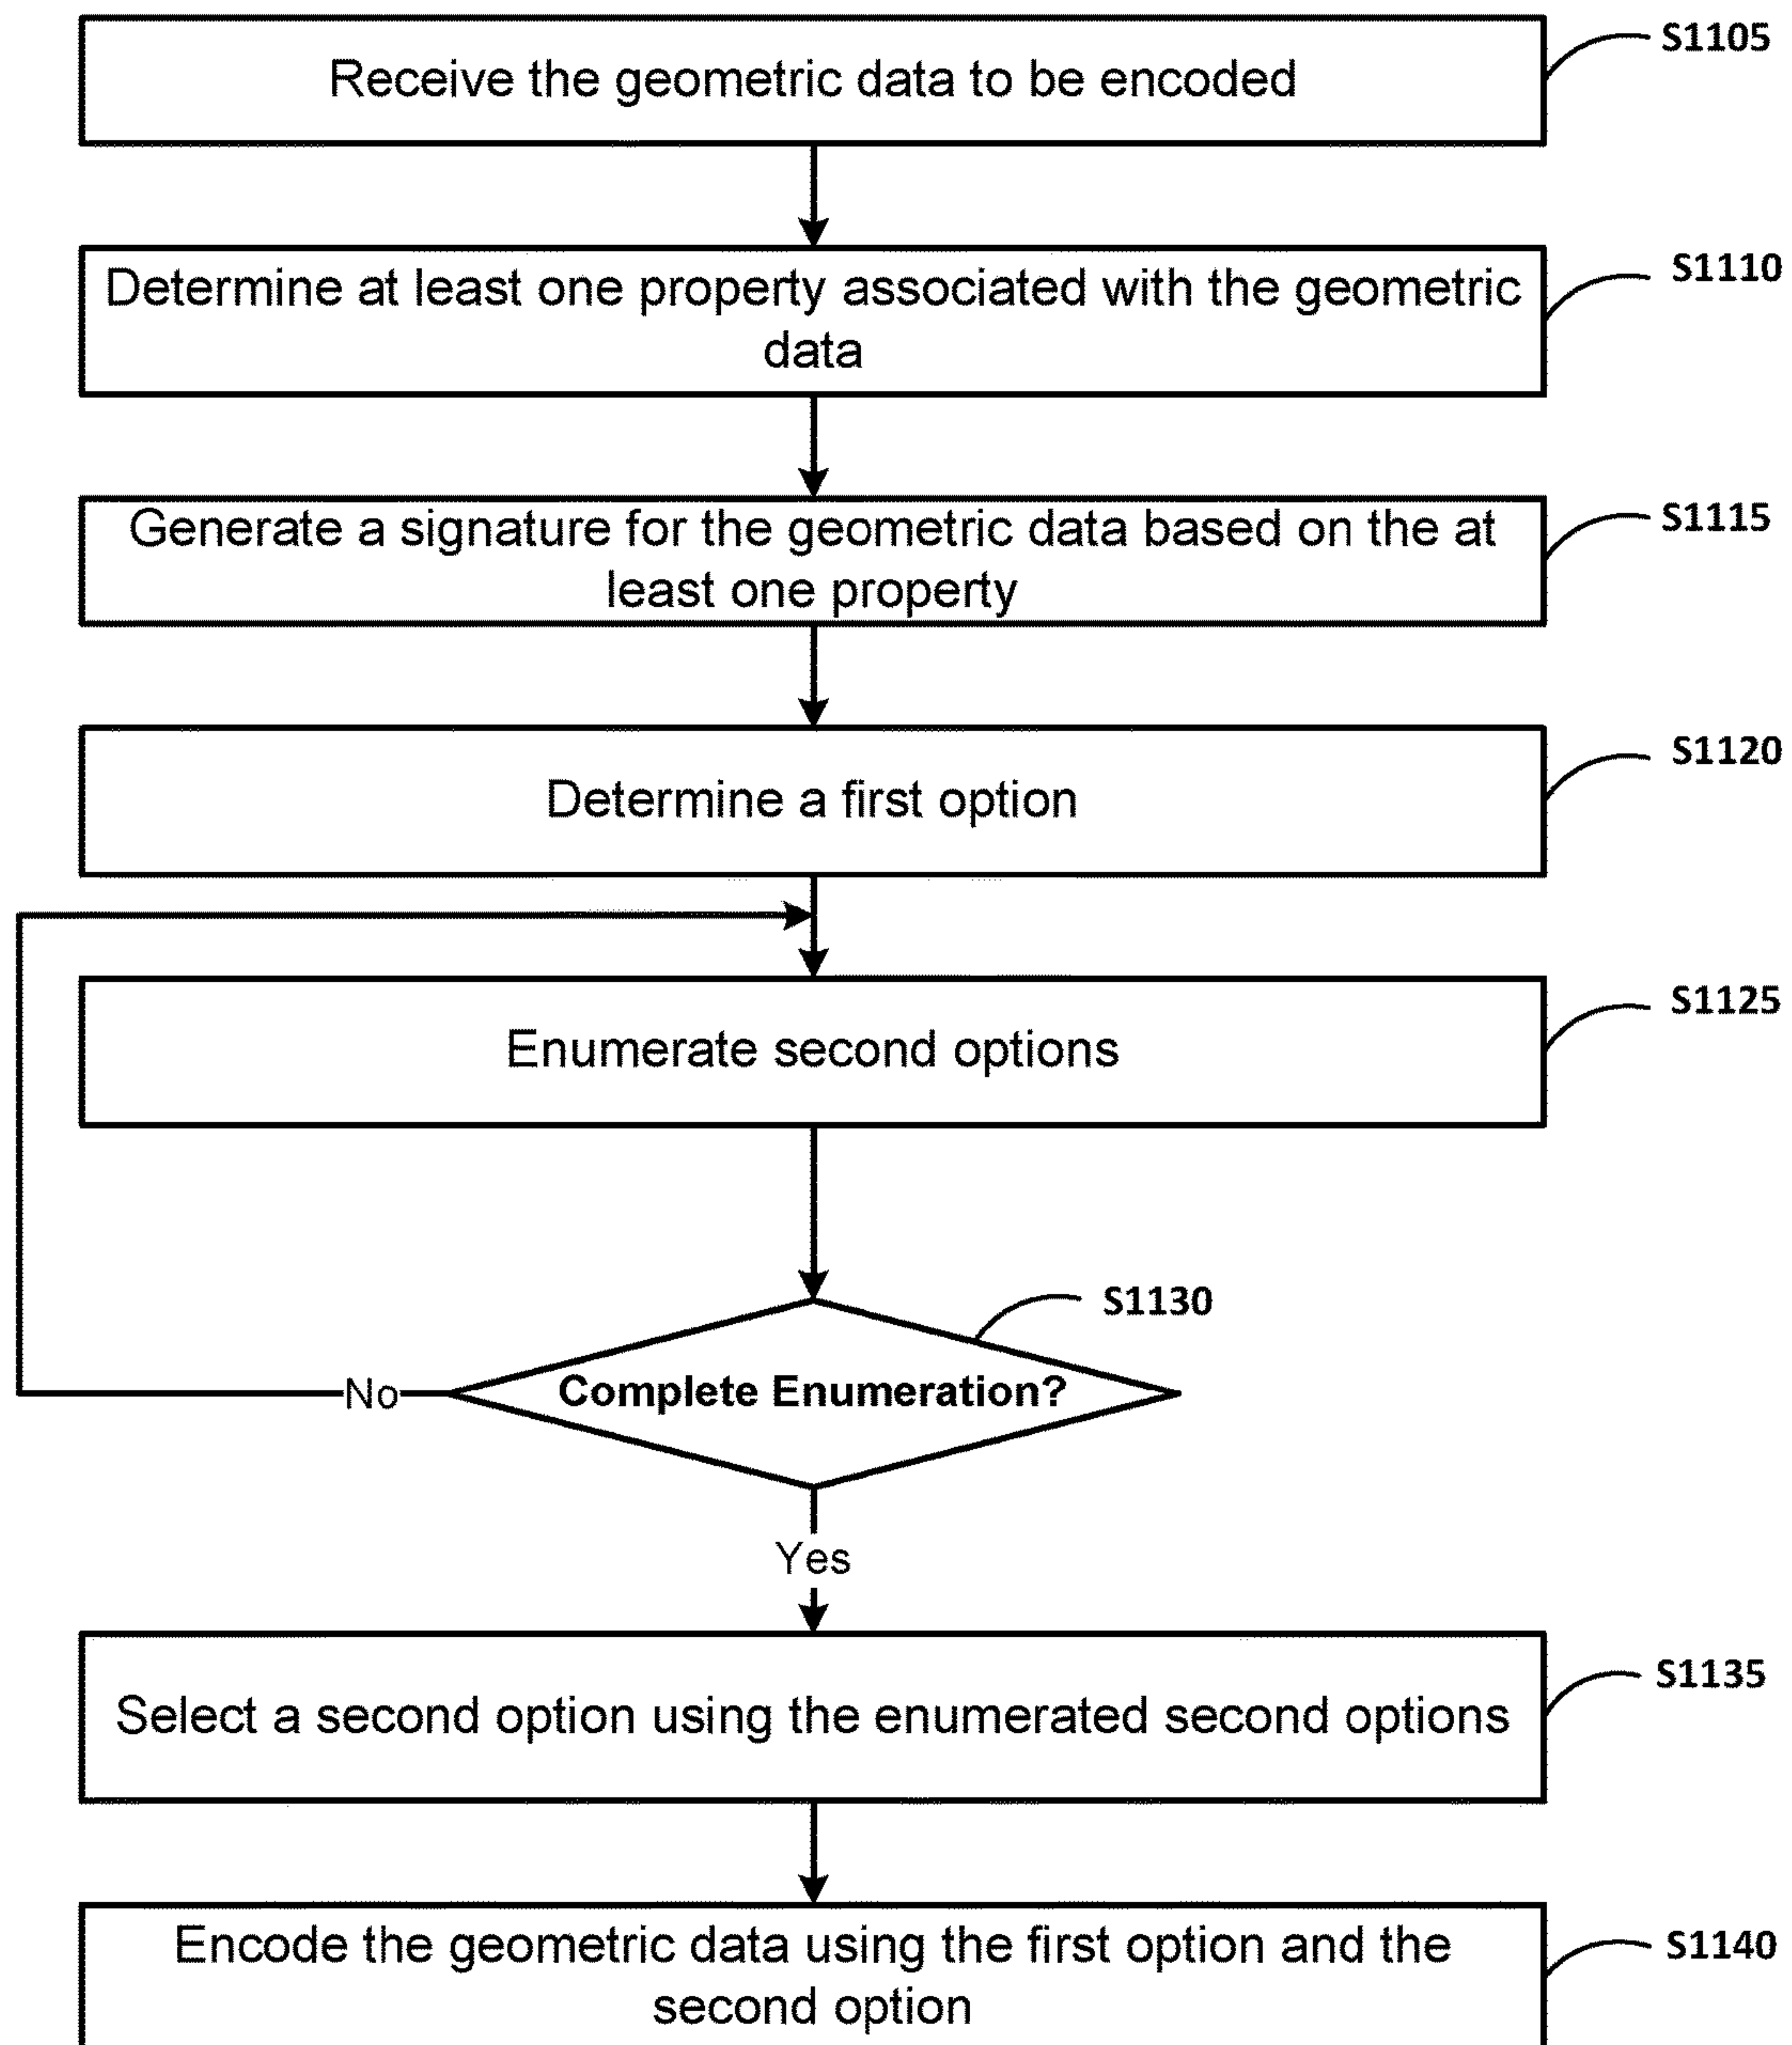 Receive the geometric data to be encoded
S1105
Determine at least one property associated with the geometric
data
S1110
Generate a signature for the geometric data based on the at
least one property
S1115
Determine a first option
S1120
Enumerate second options
S1125
S1130
Complete Enumeration?
No
Yes
Select a second option using the enumerated second options
S1135
Encode the geometric data using the first option and the
second option
S1140